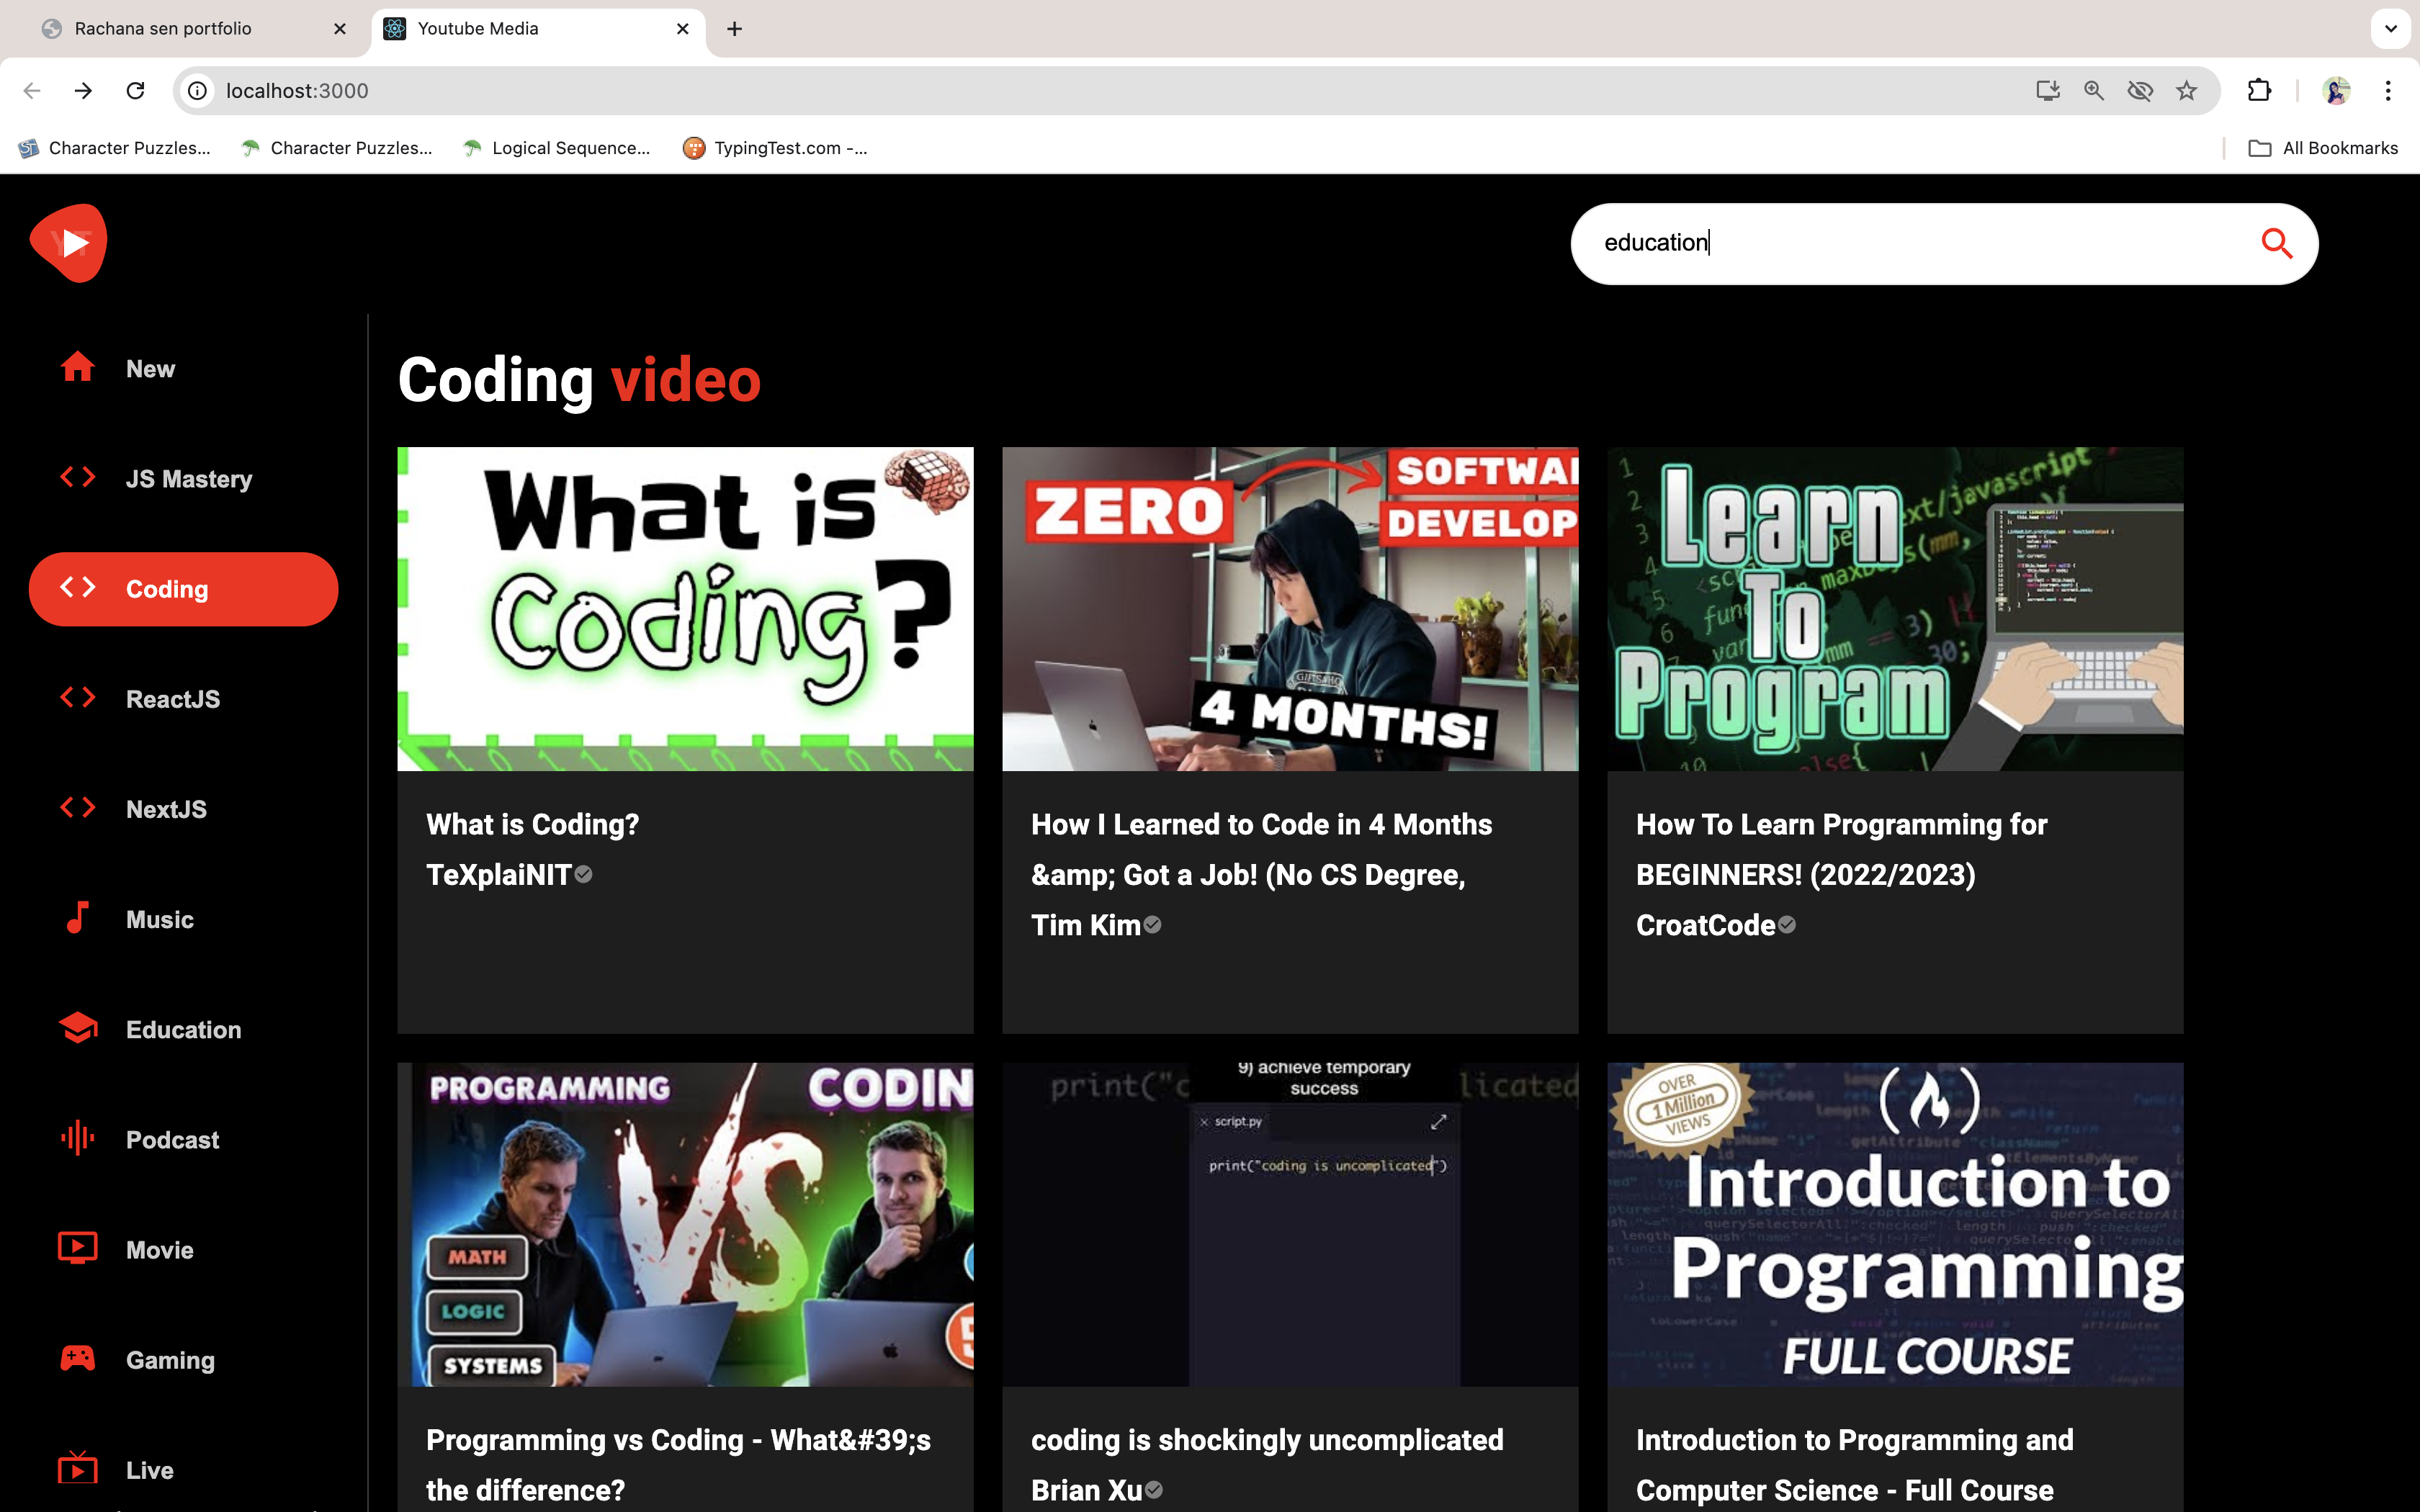 Rachana sen portfolio
Youtube Media
localhost:3000
Character Puzzles...
Character Puzzles...
Logical Sequence...
TypingTest.com -...
All Bookmarks
YT
education
New
JS Mastery
Coding
ReactJS
NextJS
Music
Education
Podcast
Movie
Gaming
Live
Coding video
What is
Coding?
ZERO
SOFTWAR
DEVELOP
4 MONTHS!
Learn
To
Program
What is Coding?
TeXplaiNIT
How I Learned to Code in 4 Months
&amp; Got a Job! (No CS Degree,
Tim Kim
How To Learn Programming for
BEGINNERS! (2022/2023)
CroatCode
PROGRAMMING
CODIN
VS
MATH
LOGIC
SYSTEMS
9) achieve temporary
success
script.py
print("coding is uncomplicated")
OVER
1 Million
VIEWS
Introduction to
Programming
FULL COURSE
Programming vs Coding - What&#39;s
the difference?
coding is shockingly uncomplicated
Brian Xu
Introduction to Programming and
Computer Science - Full Course